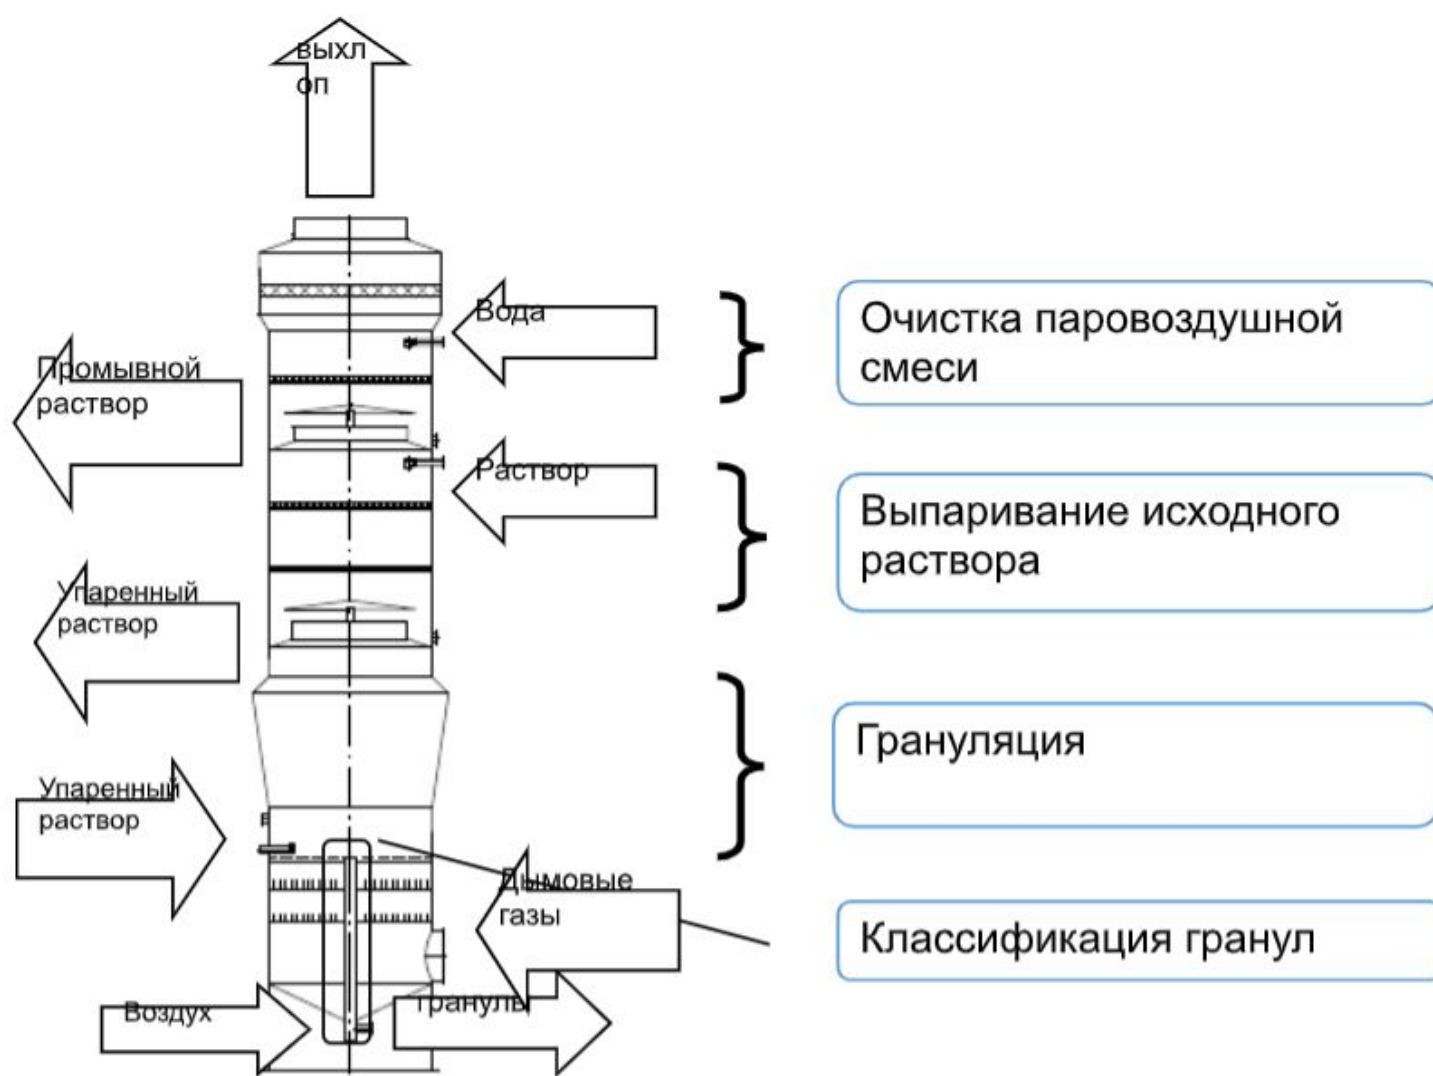 выхл
оп
Вода
Очистка паровоздушной
смеси
Промывной
раствор
Раствор
Выпаривание исходного
раствора
Упаренный
раствор
Грануляция
Упаренный
раствор
Дымовые
газы
Классификация гранул
Воздух
гранулы